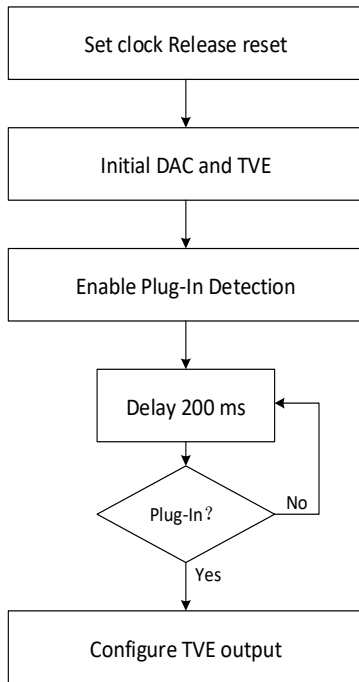 Set clock Release reset
Initial DAC and TVE
Enable Plug-In Detection
Delay 200 ms
Plug-In？
No
Yes
Configure TVE output